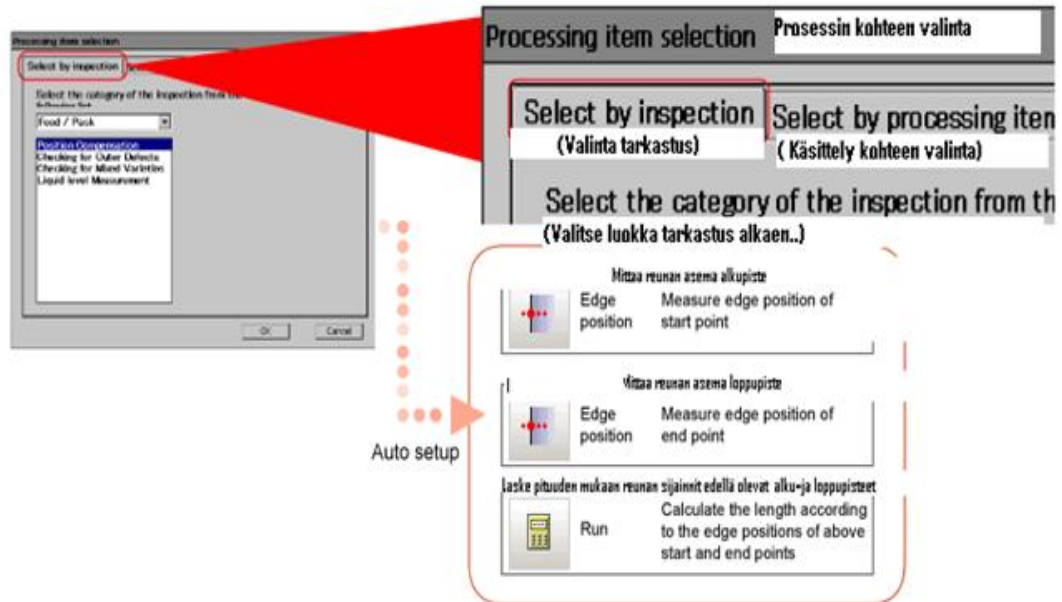 Processing item selection
Select by inspection
Select the category of the inspection from the
Food / Pack
Position Compensation
Checking for Outer Defects
Checking for Mixed Varieties
Liquid level Measurement
OK
Cancel
Processing item selection
Prosessin kohteen valinta
Select by inspection
Select by processing iten
(Valinta tarkastus)
( Käsittely kohteen valinta)
Select the category of the inspection from th
(Valitse luokka tarkastus alkaen..)
Mittaa reunan asema alkupiste
Edge position
Measure edge position of
start point
Mittaa reunan asema loppupiste
Edge position
Measure edge position of
end point
Auto setup
Laske pituuden mukaan reunan sijainnit edellä olevat alku-ja loppupisteet
Run
Calculate the length according
to the edge positions of above
start and end points